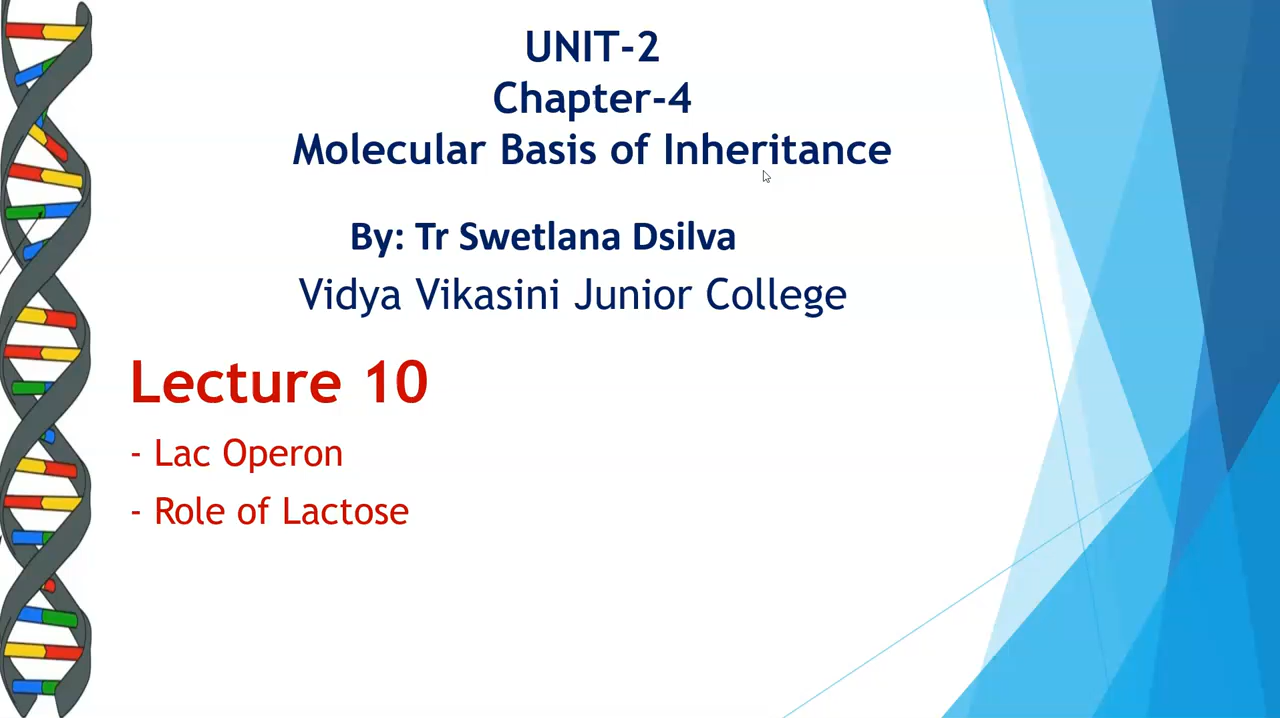 UNIT-2
Chapter-4
Molecular Basis of Inheritance
By: Tr Swetlana Dsilva
Vidya Vikasini Junior College
Lecture 10
- Lac Operon
- Role of Lactose